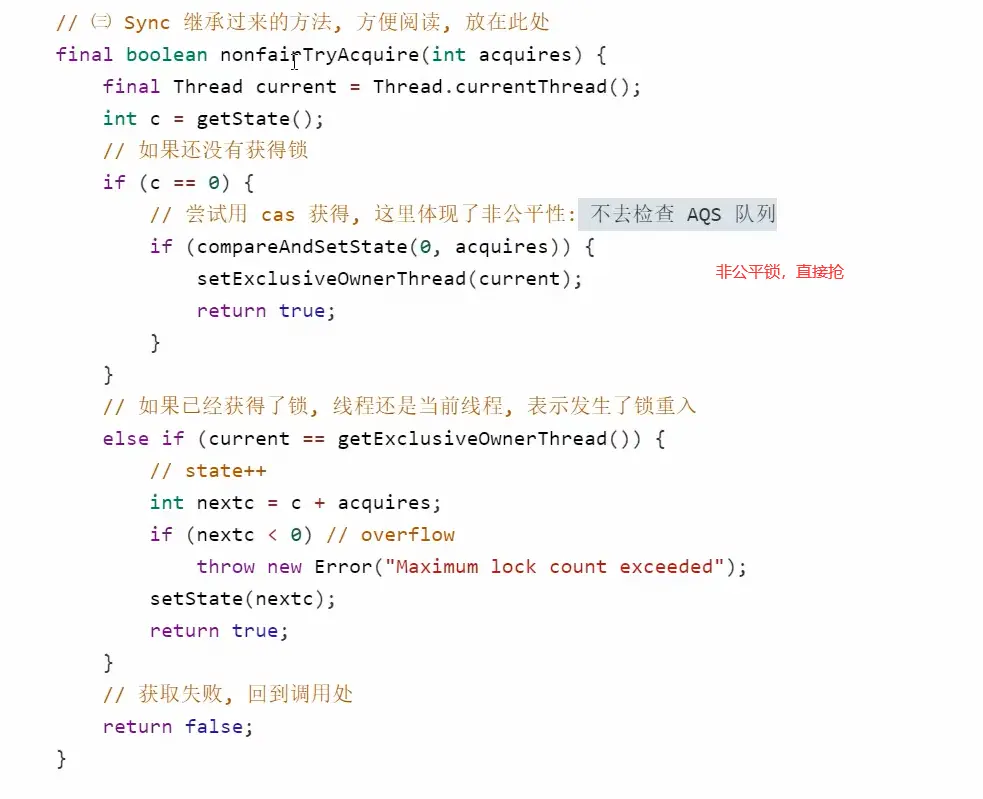 // ㈢ Sync 继承过来的方法, 方便阅读, 放在此处
final boolean nonfairTryAcquire(int acquires) {
final Thread current = Thread.currentThread();
int c = getState();
// 如果还没有获得锁
if (c == 0) {
// 尝试用 cas 获得, 这里体现了非公平性: 不去检查 AQS 队列
if (compareAndSetState(0, acquires)) {
非公平锁，直接抢
setExclusiveOwnerThread(current);
return true;
}
}
// 如果已经获得了锁, 线程还是当前线程, 表示发生了锁重入
else if (current == getExclusiveOwnerThread()) {
// state++
int nextc = c + acquires;
if (nextc < 0) // overflow
throw new Error("Maximum lock count exceeded");
setState(nextc);
return true;
}
// 获取失败, 回到调用处
return false;
}